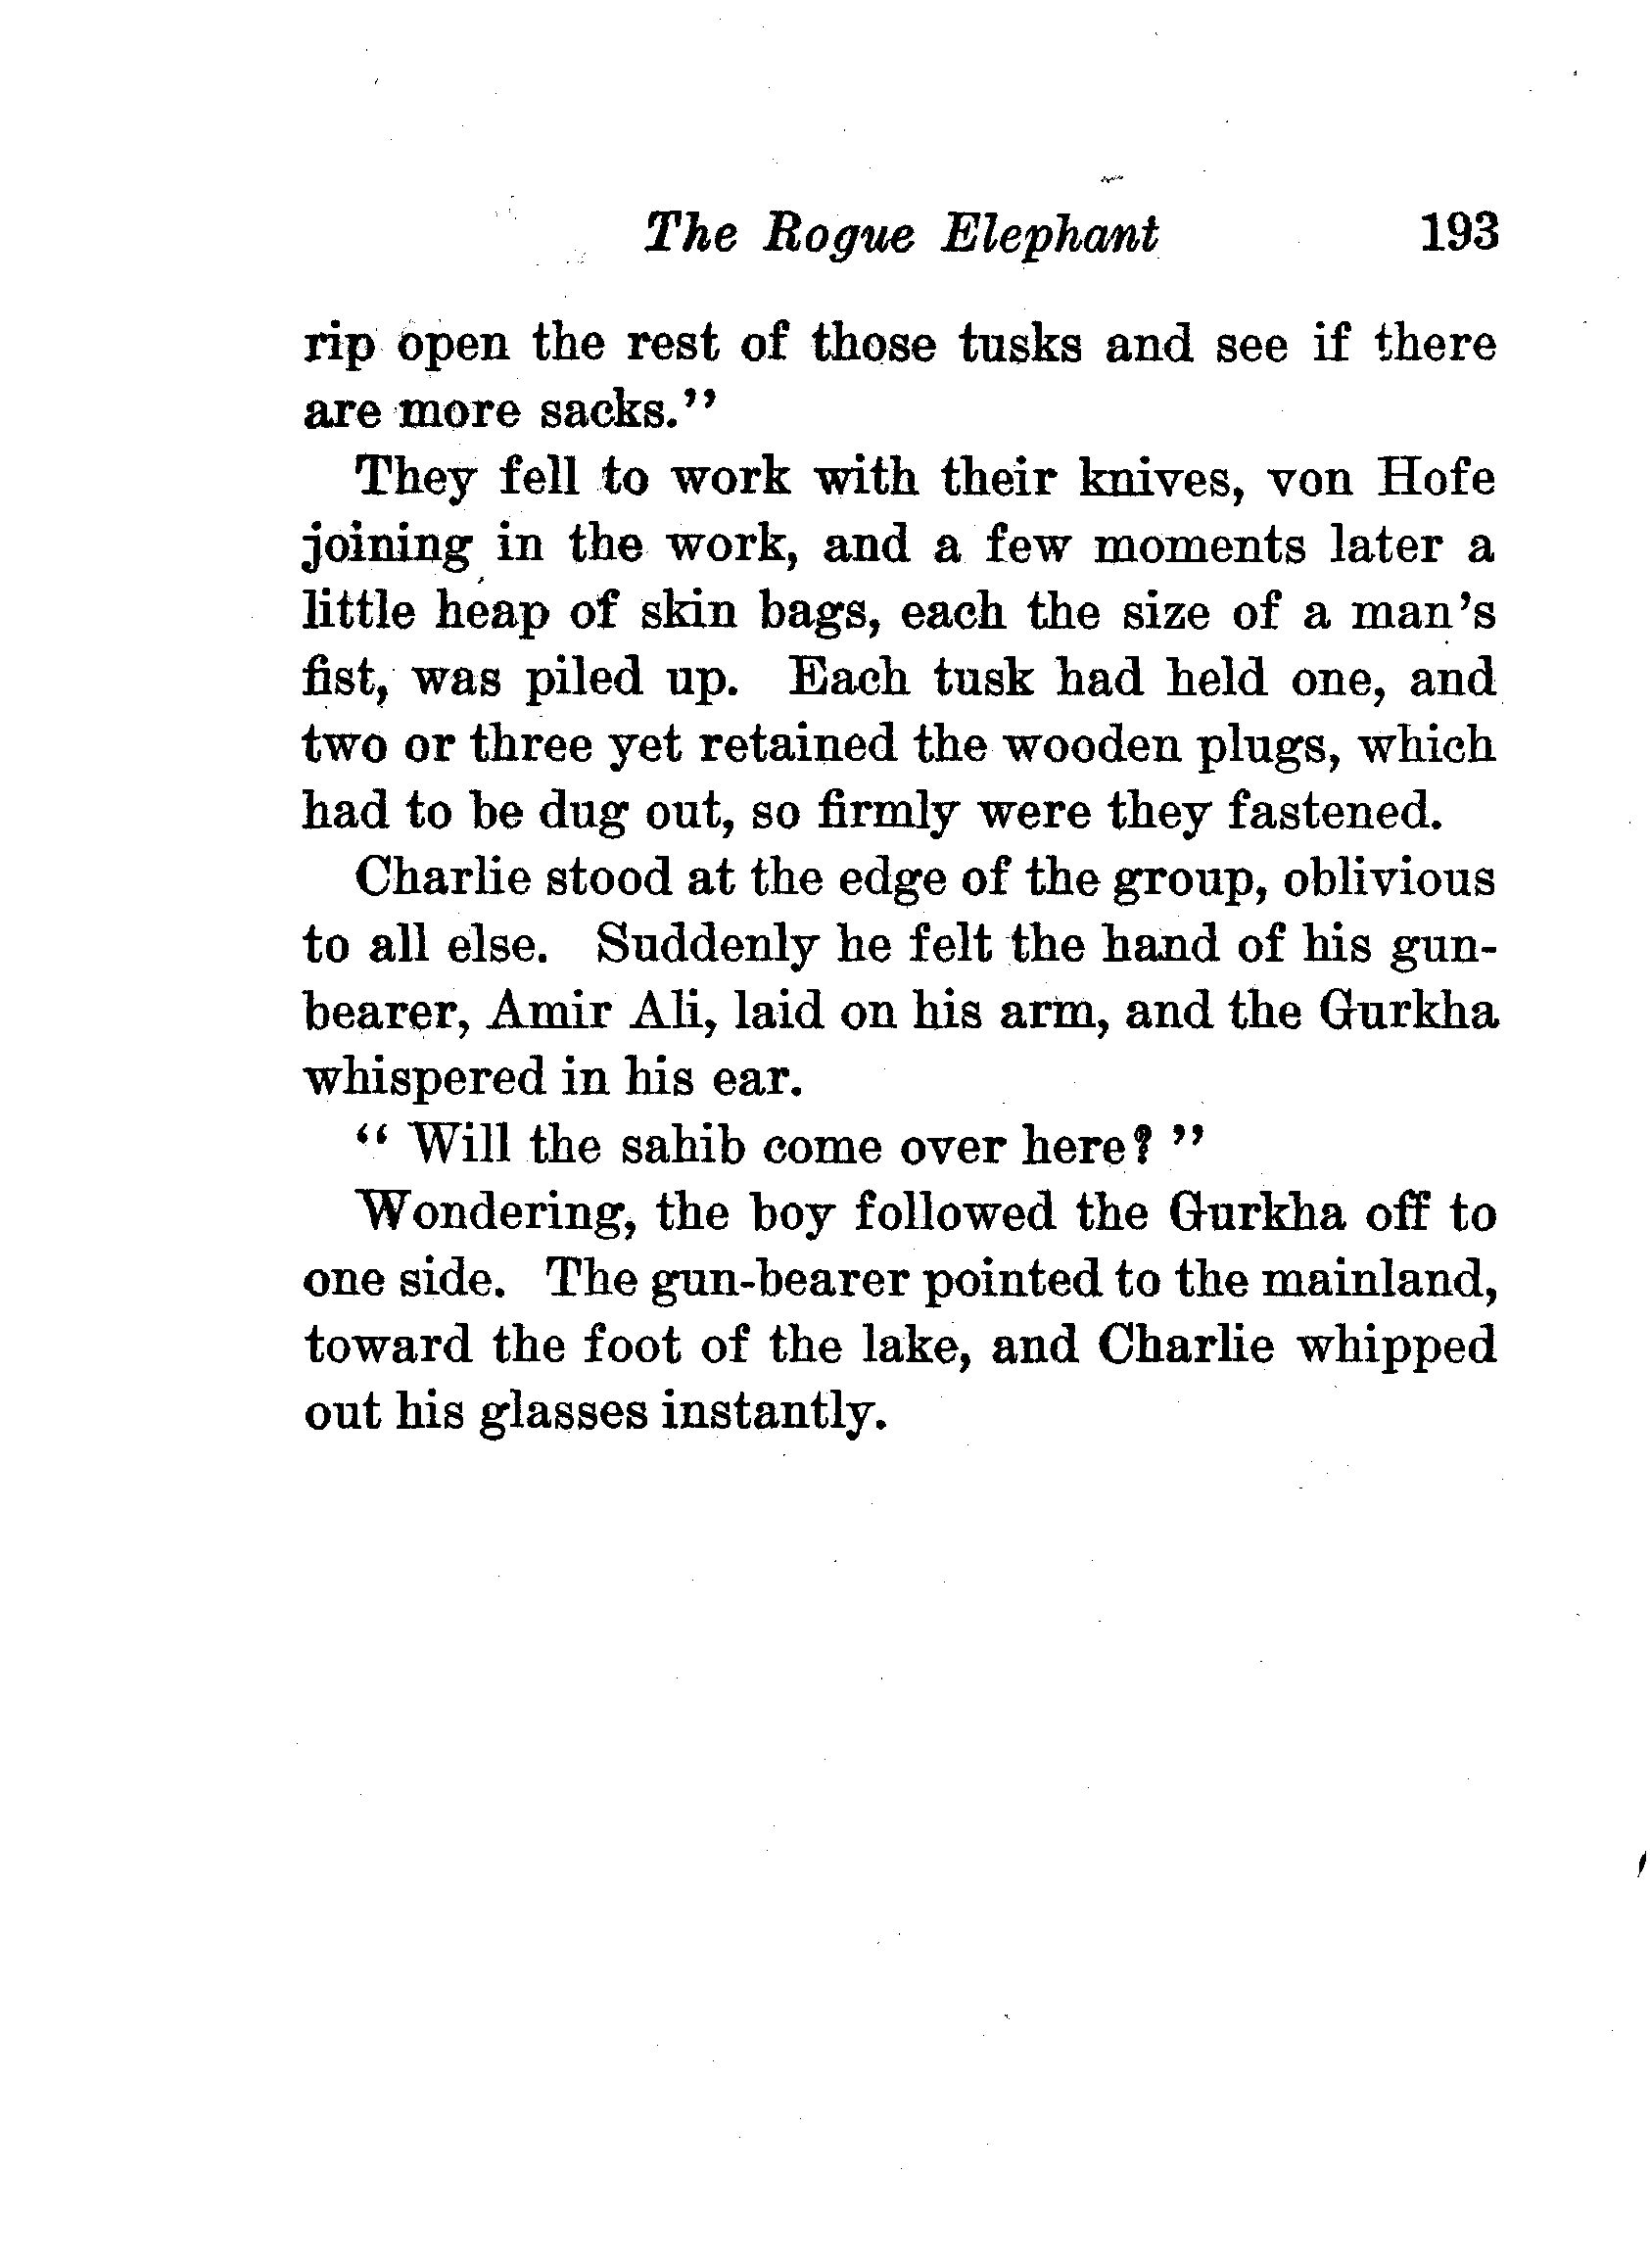 The Rogue Elephant 193
rip open the rest of those tusks and see if there
are more sacks."
They fell to work with their knives, von Hofe
joining in the work, and a few moments later a
little heap of skin bags, each the size of a man's
fist, was piled up. Each tusk had held one, and
two or three yet retained the wooden plugs, which
had to be dug out, so firmly were they fastened.
Charlie stood at the edge of the group, oblivious
to all else. Suddenly he felt the hand of his gun-
bearer, Amir Ali, laid on his arm, and the Gurkha
whispered in his ear.
" Will the sahib come over here? "
Wondering, the boy followed the Gurkha off to
one side. The gun-bearer pointed to the mainland,
toward the foot of the lake, and Charlie whipped
out his glasses instantly.